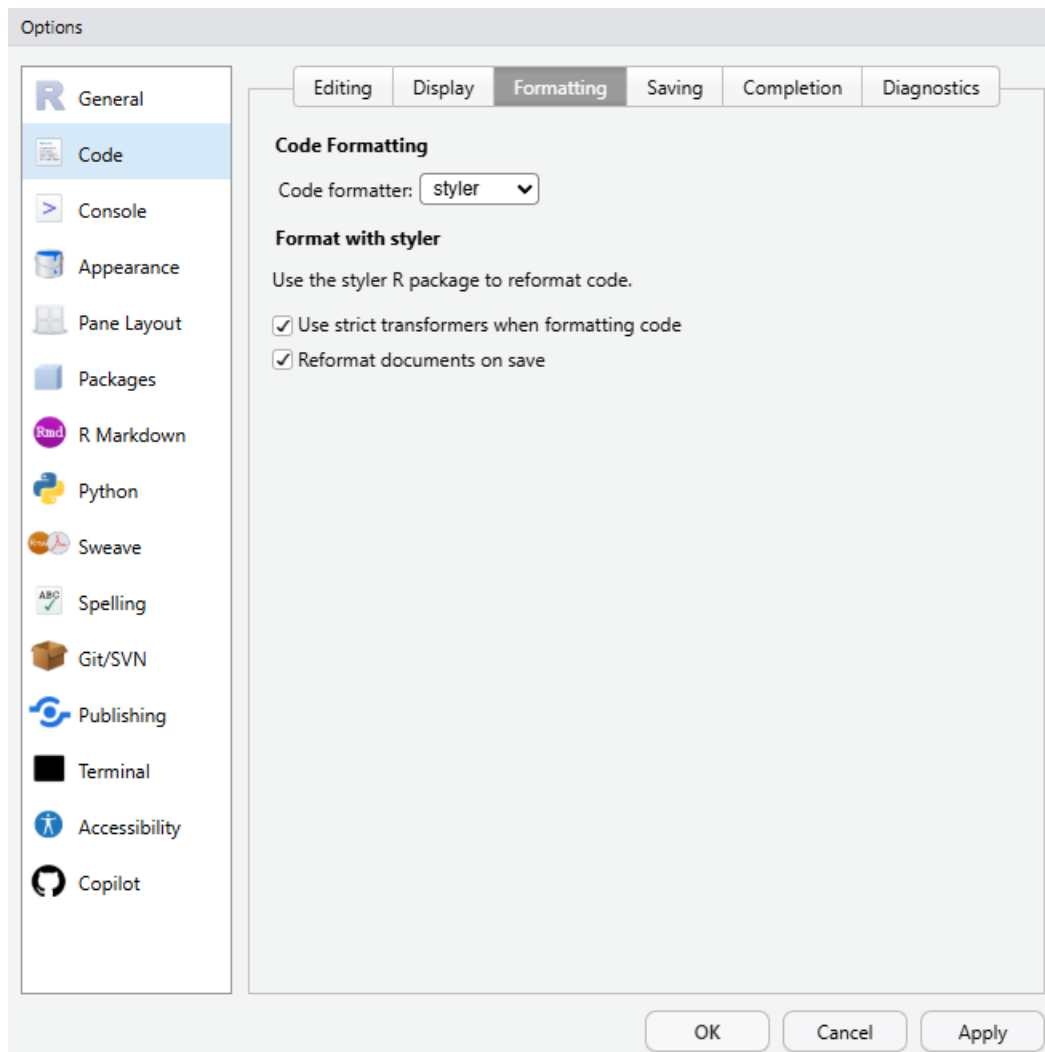 Options
General
Code
Console
Appearance
Pane Layout
Packages
Rmd R Markdown
Python
Sweave
ABC Spelling
Git/SVN
Publishing
Terminal
Accessibility
Copilot
Editing Display Formatting Saving Completion Diagnostics
Code Formatting
Code formatter: styler
Format with styler
Use the styler R package to reformat code.
Use strict transformers when formatting code
Reformat documents on save
OK Cancel Apply